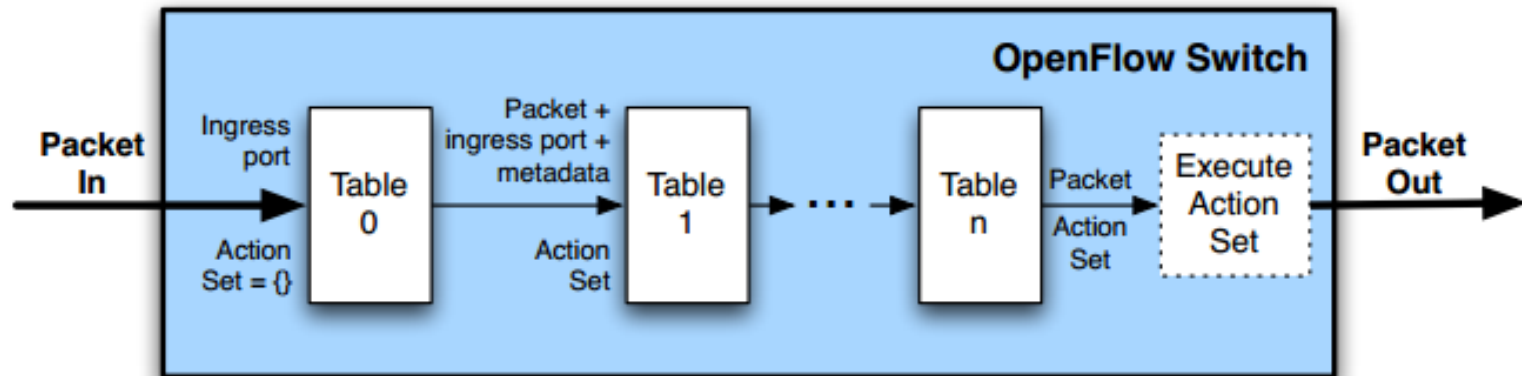 OpenFlow Switch
Packet
In
Ingress
port
Action
Set = {}
Table
0
Packet +
ingress port +
metadata
Action
Set
Table
1
...
Table
n
Packet
Action
Set
Execute
Action
Set
Packet
Out